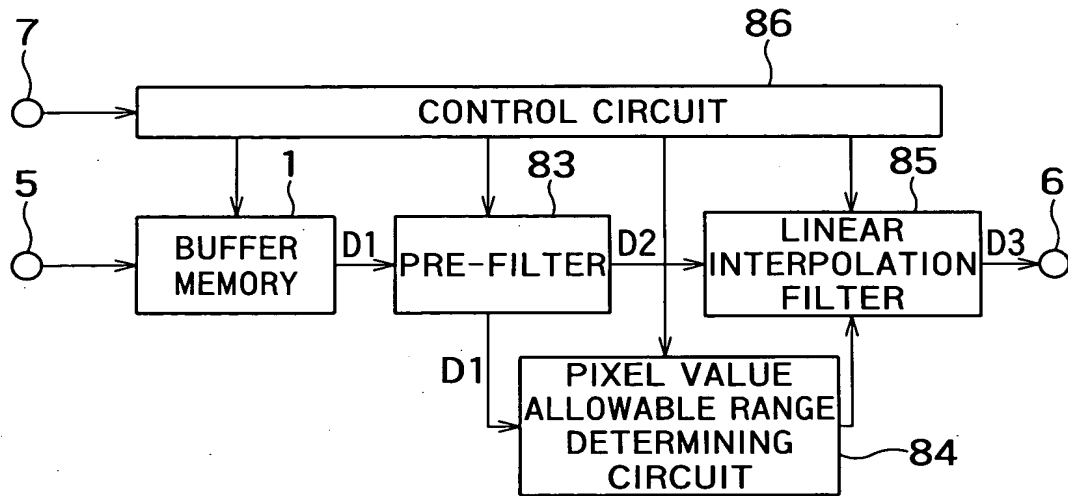 86
7
CONTROL CIRCUIT
5
1
83
85
6
BUFFER
MEMORY
D1
PRE-FILTER
D2
LINEAR
INTERPOLATION
FILTER
D3
D1
PIXEL VALUE
ALLOWABLE RANGE
DETERMINING
CIRCUIT
84